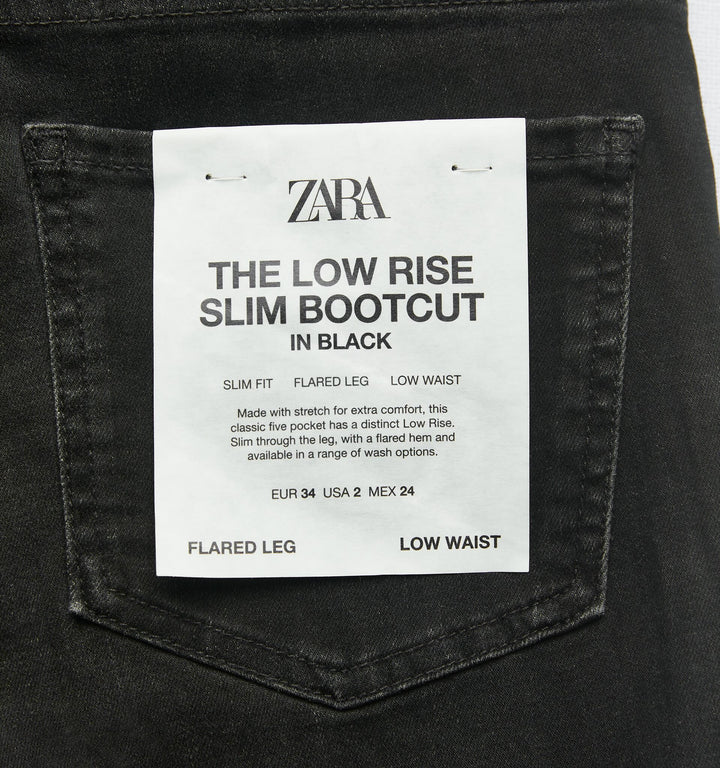 ZARA
THE LOW RISE
SLIM BOOTCUT
IN BLACK
SLIM FIT FLARED LEG LOW WAIST
Made with stretch for extra comfort, this
classic five pocket has a distinct Low Rise.
Slim through the leg, with a flared hem and
available in a range of wash options.
EUR 34 USA 2 MEX 24
FLARED LEG LOW WAIST